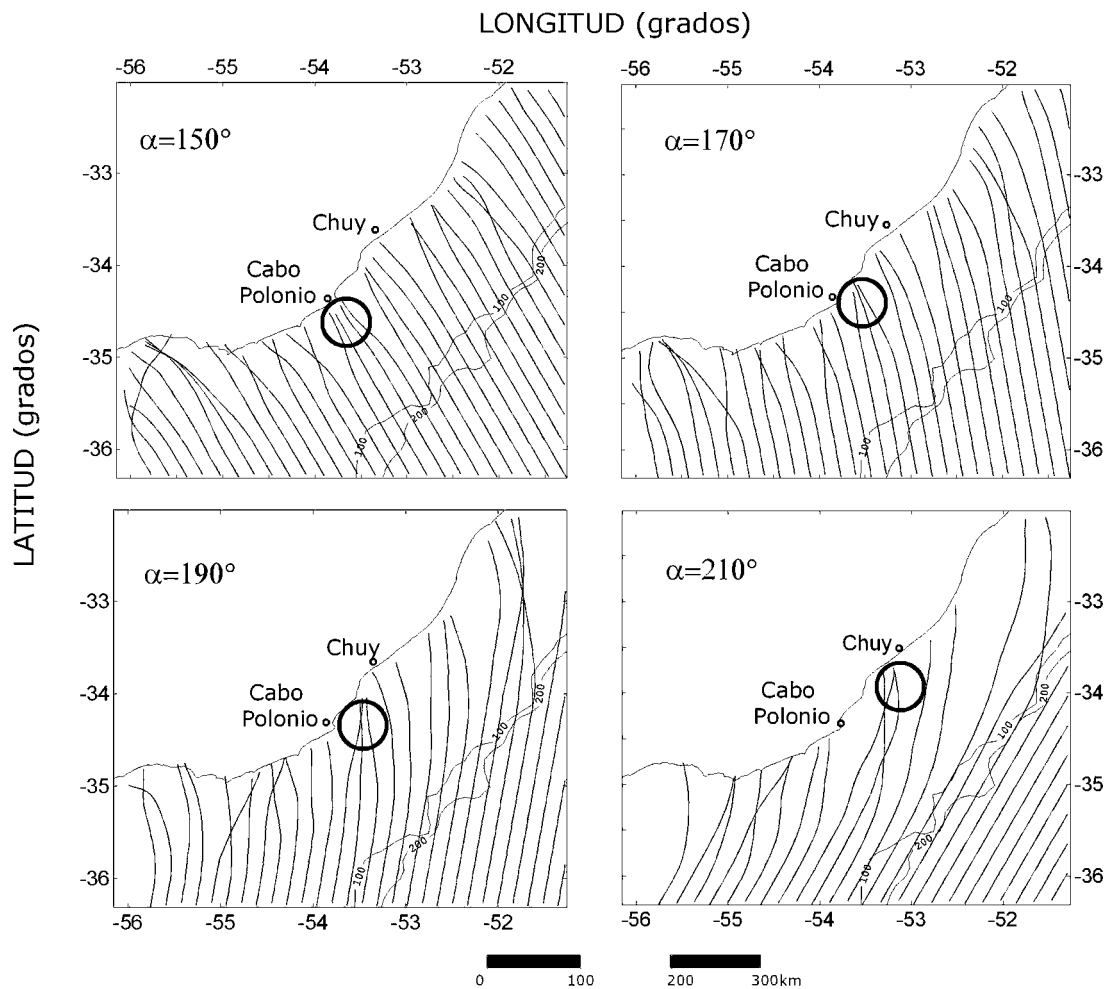 LONGITUD (grados)
-56 -55 -54 -53 -52
-56 -55 -54 -53 -52
LATITUD (grados)
α=150°
Chuy
Cabo
Polonio
100
200
100
200
-33
-34
-35
-36
α=170°
Chuy
Cabo
Polonio
100
100
-33
-34
-35
-36
α=190°
Chuy
Cabo
Polonio
200
100
200
100
-33
-34
-35
-36
α=210°
Chuy
Cabo
Polonio
200
100
200
100
-33
-34
-35
-36
-56 -55 -54 -53 -52
-56 -55 -54 -53 -52
0 100 200 300km